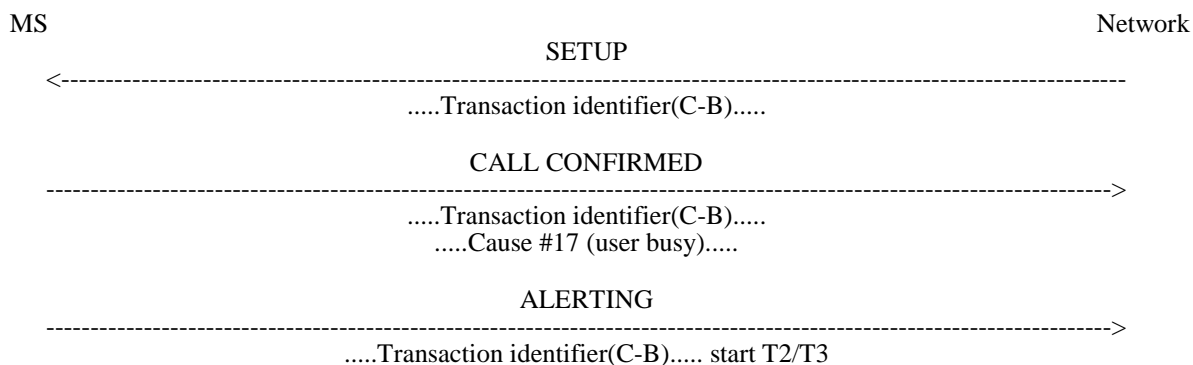 MS Network
SETUP
<------------------------------------------------------------------------------------------------------------------------
.....Transaction identifier(C-B).....
CALL CONFIRMED
------------------------------------------------------------------------------------------------------------------------>
.....Transaction identifier(C-B).....
.....Cause #17 (user busy).....
ALERTING
------------------------------------------------------------------------------------------------------------------------>
.....Transaction identifier(C-B)..... start T2/T3